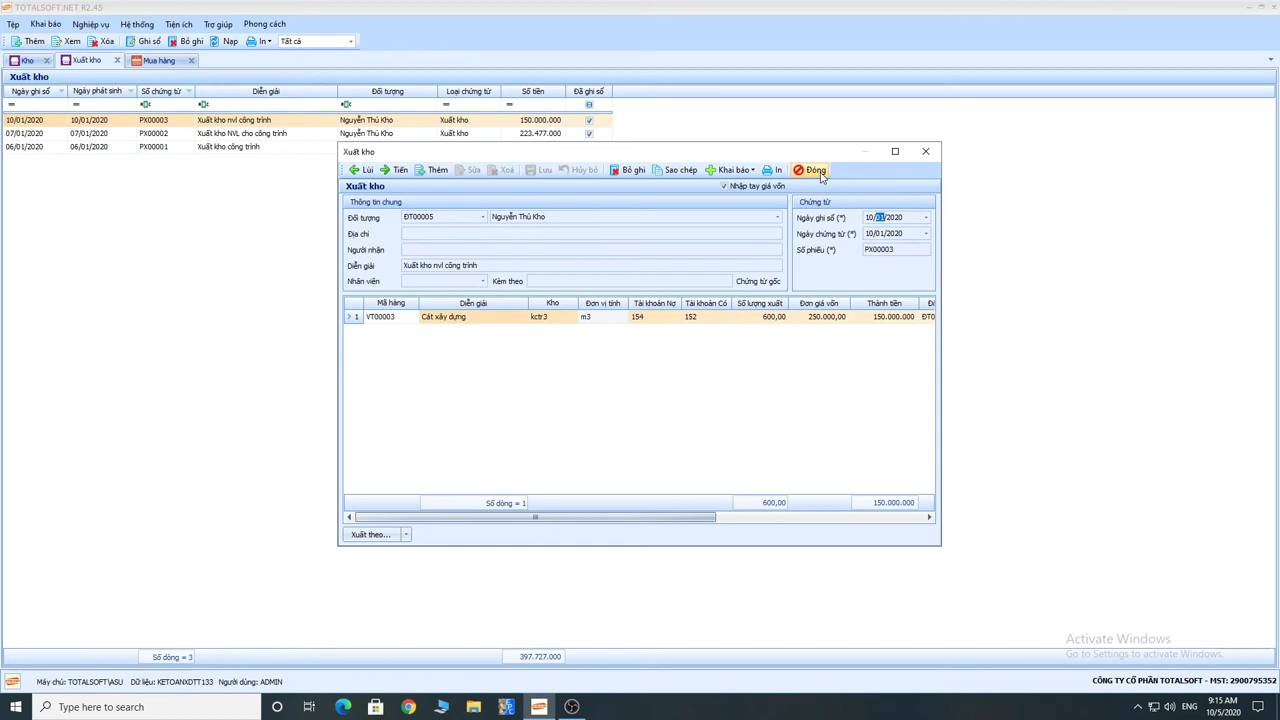 TOTALSOFT.NET R2.45
Tệp Khai báo Nghiệp vụ Hệ thống Tiện ích Trợ giúp Phong cách
Thêm Xem Xóa Ghi sổ Bỏ ghi Nạp In Tất cả
Kho Xuất kho Mua hàng
Xuất kho
Ngày ghi sổ Ngày phát sinh Số chứng từ Diễn giải Đối tượng Loại chứng từ Số tiền Đã ghi sổ
10/01/2020 10/01/2020 PX00003 Xuất kho nvl công trình Nguyễn Thủ Kho Xuất kho 150.000.000
07/01/2020 07/01/2020 PX00002 Xuất kho NVL cho công trình Nguyễn Thủ Kho Xuất kho 223.477.000
06/01/2020 06/01/2020 PX00001 Xuất kho công trình
Xuất kho
Lùi Tiến Thêm Sửa Xoá Lưu Hủy bỏ Bỏ ghi Sao chép Khai báo In Đóng
Xuất kho Nhập tay giá vốn
Thông tin chung Chứng từ
Đối tượng ĐT00005 Nguyễn Thủ Kho Ngày ghi sổ (*) 10/01/2020
Địa chỉ Ngày chứng từ (*) 10/01/2020
Người nhận Số phiếu (*) PX00003
Diễn giải Xuất kho nvl công trình
Nhân viên Kèm theo Chứng từ gốc
Mã hàng Diễn giải Kho Đơn vị tính Tài khoản Nợ Tài khoản Có Số lượng xuất Đơn giá vốn Thành tiền
1 VT00003 Cát xây dựng kctr3 m3 154 152 600,00 250.000,00 150.000.000 ĐT0
Số dòng = 1 600,00 150.000.000
Xuất theo...
Activate Windows
Go to Settings to activate Windows.
Số dòng = 3 397.727.000
Máy chủ: TOTALSOFT\ASU Dữ liệu: KETOANXDTT133 Người dùng: ADMIN CÔNG TY CỔ PHẦN TOTALSOFT - MST: 2900795352
Type here to search ENG 9:15 AM
10/5/2020